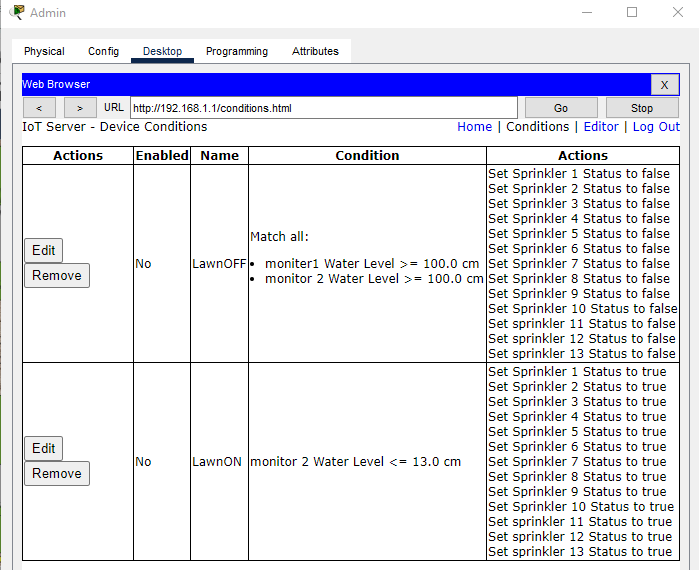 Admin
Physical Config Desktop Programming Attributes
Web Browser X
< > URL http://192.168.1.1/conditions.html Go Stop
IoT Server - Device Conditions Home | Conditions | Editor | Log Out
Actions Enabled Name Condition Actions
Edit
Remove
No
LawnOFF
Match all:
• moniter1 Water Level >= 100.0 cm
• monitor 2 Water Level >= 100.0 cm
Set Sprinkler 1 Status to false
Set Sprinkler 2 Status to false
Set Sprinkler 3 Status to false
Set Sprinkler 4 Status to false
Set Sprinkler 5 Status to false
Set Sprinkler 6 Status to false
Set Sprinkler 7 Status to false
Set Sprinkler 8 Status to false
Set Sprinkler 9 Status to false
Set Sprinkler 10 Status to false
Set sprinkler 11 Status to false
Set sprinkler 12 Status to false
Set sprinkler 13 Status to false
Edit
Remove
No
LawnON
monitor 2 Water Level <= 13.0 cm
Set Sprinkler 1 Status to true
Set Sprinkler 2 Status to true
Set Sprinkler 3 Status to true
Set Sprinkler 4 Status to true
Set Sprinkler 5 Status to true
Set Sprinkler 6 Status to true
Set Sprinkler 7 Status to true
Set Sprinkler 8 Status to true
Set Sprinkler 9 Status to true
Set Sprinkler 10 Status to true
Set sprinkler 11 Status to true
Set sprinkler 12 Status to true
Set sprinkler 13 Status to true